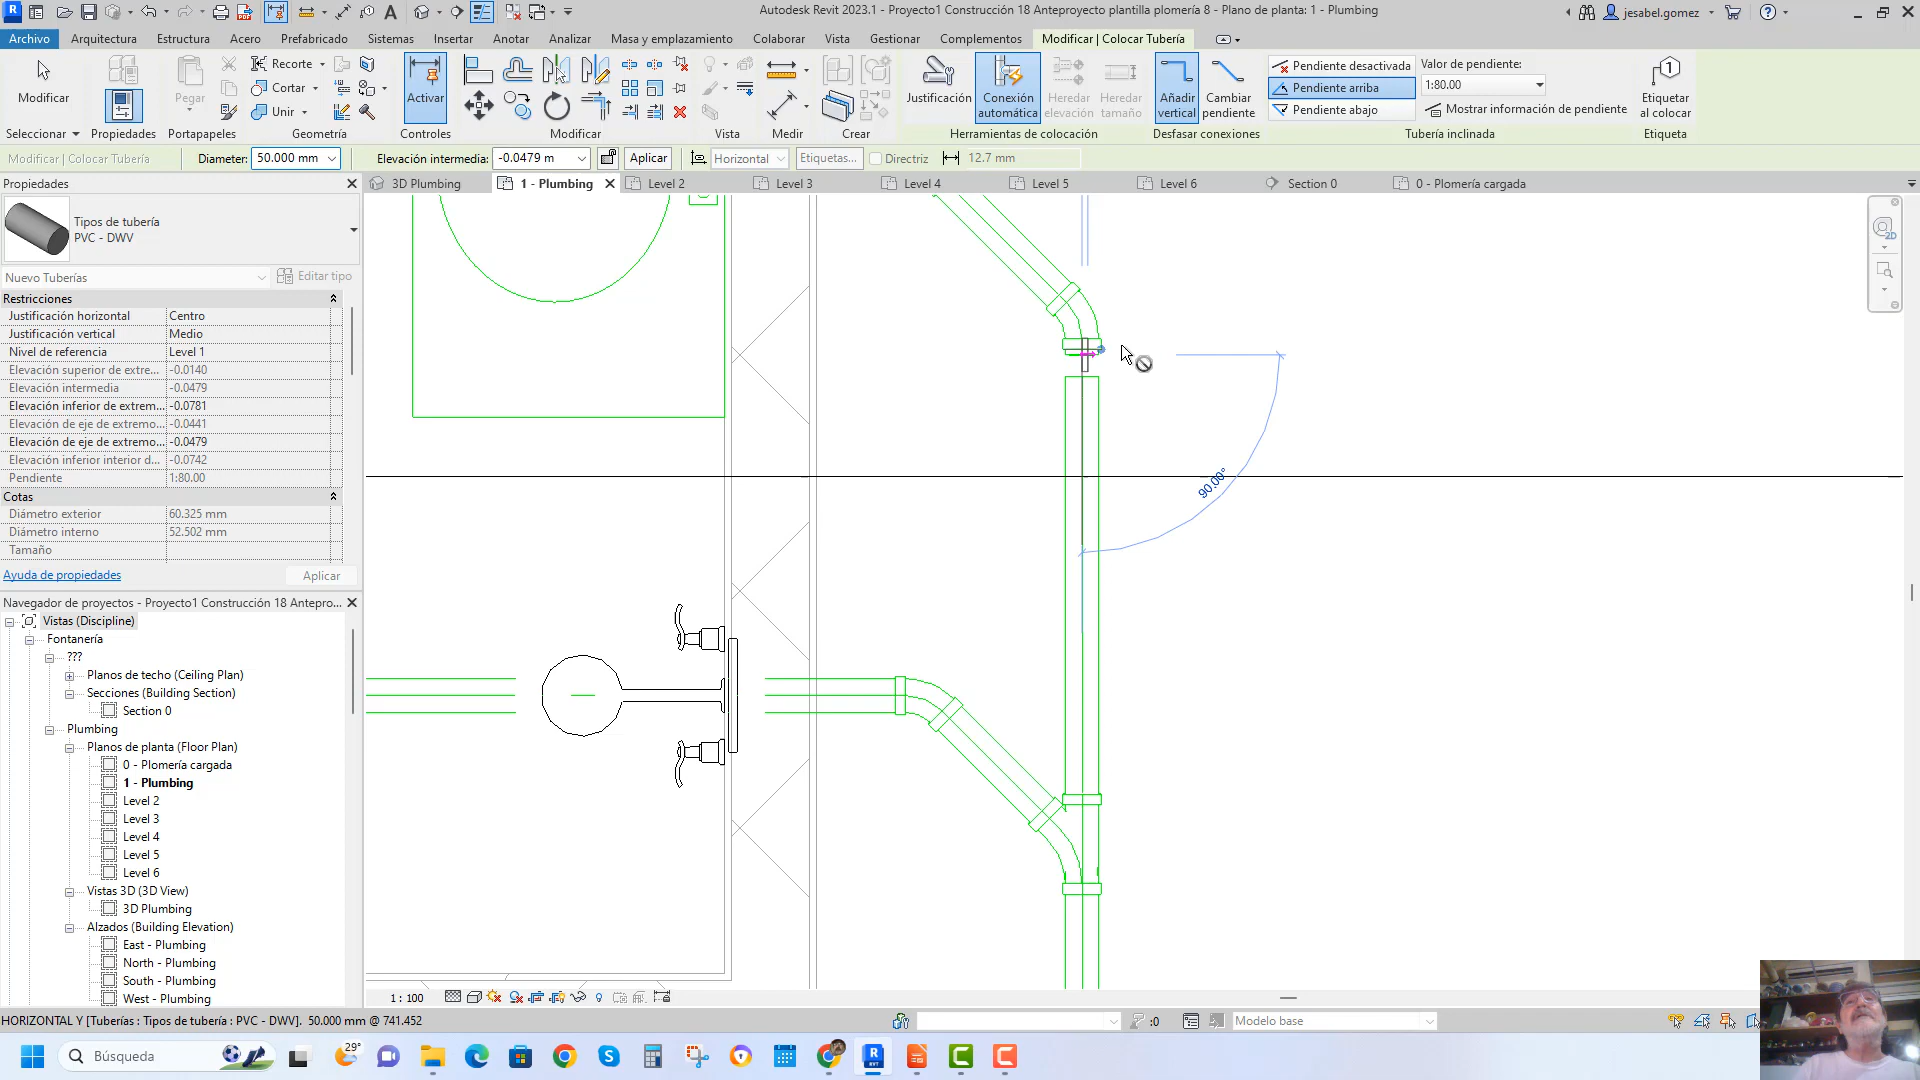 Autodesk Revit 2023.1 - Proyecto1 Construcción 18 Anteproyecto plantilla plomería 8 - Plano de planta: 1 - Plumbing
jesabel.gomez
Archivo Arquitectura Estructura Acero Prefabricado Sistemas Insertar Anotar Analizar Masa y emplazamiento Colaborar Vista Gestionar Complementos Modificar | Colocar Tubería
Recorte
Cortar
Unir
Modificar
Pegar
Activar
Justificación
Conexión automática
Heredar elevación
Heredar tamaño
Añadir vertical
Cambiar pendiente
Pendiente desactivada
Pendiente arriba
Pendiente abajo
Valor de pendiente:
1:80.00
Mostrar información de pendiente
Etiquetar al colocar
Seleccionar Propiedades Portapapeles Geometría Controles Modificar Vista Medir Crear Herramientas de colocación Desfasar conexiones Tubería inclinada Etiqueta
Modificar | Colocar Tubería Diameter: 50.000 mm Elevación intermedia: -0.0479 m Aplicar Horizontal Etiquetas... Directriz 12.7 mm
Propiedades
3D Plumbing 1 - Plumbing Level 2 Level 3 Level 4 Level 5 Level 6 Section 0 0 - Plomería cargada
Tipos de tubería
PVC - DWV
Nuevo Tuberías Editar tipo
Restricciones
Justificación horizontal Centro
Justificación vertical Medio
Nivel de referencia Level 1
Elevación superior de extre... -0.0140
Elevación intermedia -0.0479
Elevación inferior de extrem... -0.0781
Elevación de eje de extremo... -0.0441
Elevación de eje de extremo... -0.0479
Elevación inferior interior d... -0.0742
Pendiente 1:80.00
Cotas
Diámetro exterior 60.325 mm
Diámetro interno 52.502 mm
Tamaño
Ayuda de propiedades Aplicar
Navegador de proyectos - Proyecto1 Construcción 18 Antepro...
Vistas (Discipline)
Fontanería
???
Planos de techo (Ceiling Plan)
Secciones (Building Section)
Section 0
Plumbing
Planos de planta (Floor Plan)
0 - Plomería cargada
1 - Plumbing
Level 2
Level 3
Level 4
Level 5
Level 6
Vistas 3D (3D View)
3D Plumbing
Alzados (Building Elevation)
East - Plumbing
North - Plumbing
South - Plumbing
West - Plumbing
90.00°
2D
1 : 100
HORIZONTAL Y [Tuberías : Tipos de tubería : PVC - DWV]. 50.000 mm @ 741.452
:0
Modelo base
Búsqueda
29°